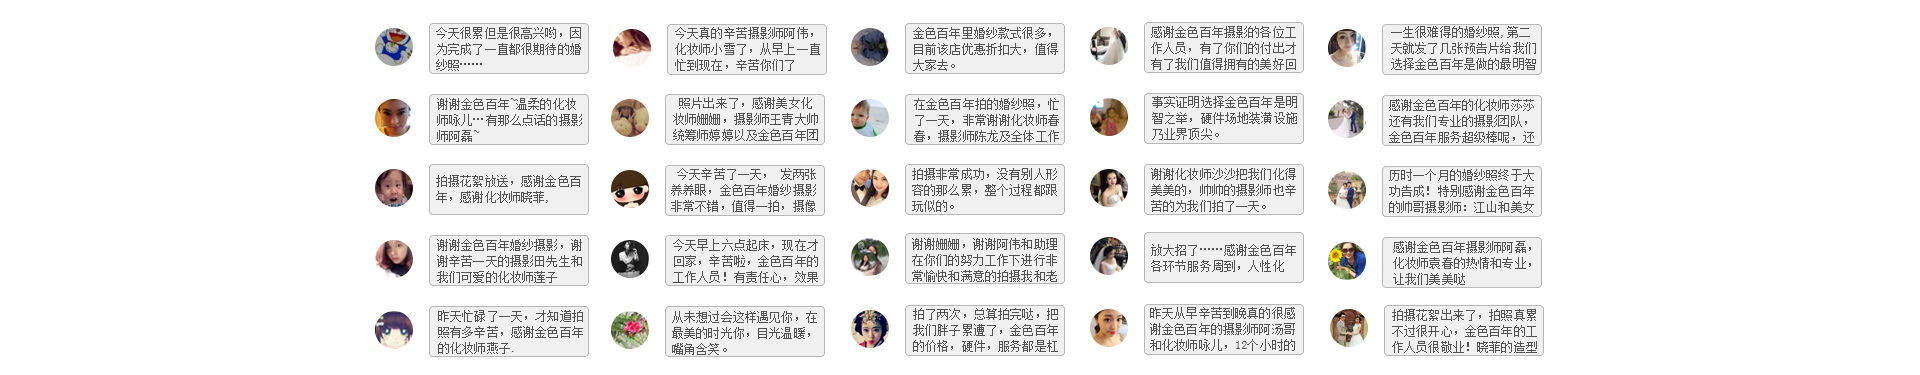 今天很累但是很高兴哟，因
为完成了一直都很期待的婚
纱照……
今天真的辛苦摄影师阿伟，
化妆师小雪了，从早上一直
忙到现在，辛苦你们了
金色百年里婚纱款式很多，
目前该店优惠折扣大，值得
大家去。
感谢金色百年摄影的各位工
作人员，有了你们的付出才
有了我们值得拥有的美好回
一生很难得的婚纱照,第二
天就发了几张预告片给我们
选择金色百年是做的最明智
谢谢金色百年~温柔的化妆
师咏儿…有那么点话的摄影
师阿磊~
照片出来了，感谢美女化
妆师姗姗，摄影师王青大帅
统筹师婷婷以及金色百年团
在金色百年拍的婚纱照，忙
了一天，非常谢谢化妆师春
春，摄影师陈龙及全体工作
事实证明选择金色百年是明
智之举，硬件场地装潢设施
乃业界顶尖。
感谢金色百年的化妆师莎莎
还有我们专业的摄影团队，
金色百年服务超级棒呢，还
拍摄花絮放送，感谢金色百
年，感谢化妆师晓菲,
今天辛苦了一天， 发两张
养养眼，金色百年婚纱摄影
非常不错，值得一拍，摄像
拍摄非常成功，没有别人形
容的那么累，整个过程都跟
玩似的。
谢谢化妆师沙沙把我们化得
美美的，帅帅的摄影师也辛
苦的为我们拍了一天。
历时一个月的婚纱照终于大
功告成！特别感谢金色百年
的帅哥摄影师：江山和美女
谢谢金色百年婚纱摄影，谢
谢辛苦一天的摄影田先生和
我们可爱的化妆师莲子
今天早上六点起床，现在才
回家，辛苦啦，金色百年的
工作人员！有责任心，效果
谢谢姗姗，谢谢阿伟和助理
在你们的努力工作下进行非
常愉快和满意的拍摄我和老
放大招了……感谢金色百年
各环节服务周到，人性化
感谢金色百年摄影师阿磊，
化妆师袁春的热情和专业，
让我们美美哒
昨天忙碌了一天，才知道拍
照有多辛苦，感谢金色百年
的化妆师燕子.
从未想过会这样遇见你，在
最美的时光你，目光温暖，
嘴角含笑。
拍了两次，总算拍完哒，把
我们胖子累遭了，金色百年
的价格，硬件，服务都是杠
昨天从早辛苦到晚真的很感
谢金色百年的摄影师阿汤哥
和化妆师咏儿，12个小时的
拍摄花絮出来了，拍照真累
不过很开心，金色百年的工
作人员很敬业！晓菲的造型